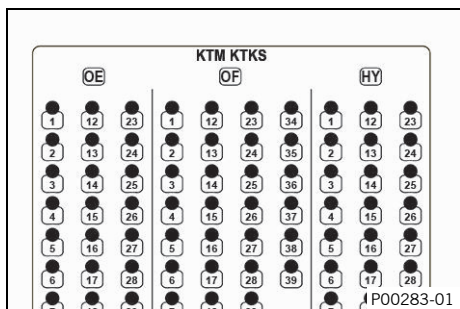 KTM KTKS
OE OF HY
1 12 23 1 12 23 34 1 12 23
2 13 24 2 13 24 35 2 13 24
3 14 25 3 14 25 36 3 14 25
4 15 26 4 15 26 37 4 15 26
5 16 27 5 16 27 38 5 16 27
6 17 28 6 17 28 39 6 17 28
P00283-01